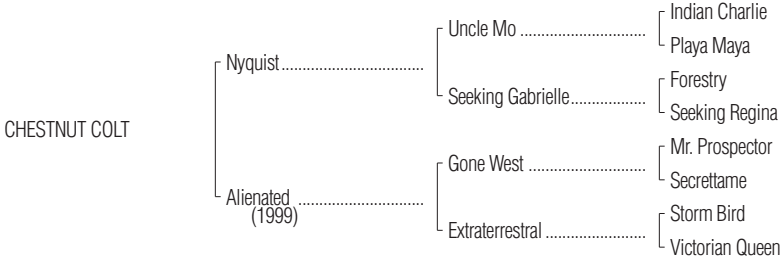 Indian Charlie
Uncle Mo ..............................
Playa Maya
Nyquist..................................
Forestry
Seeking Gabrielle..................
Seeking Regina
CHESTNUT COLT
Mr. Prospector
Gone West ............................
Secrettame
Alienated ..............................
(1999)
Storm Bird
Extraterrestral ........................
Victorian Queen